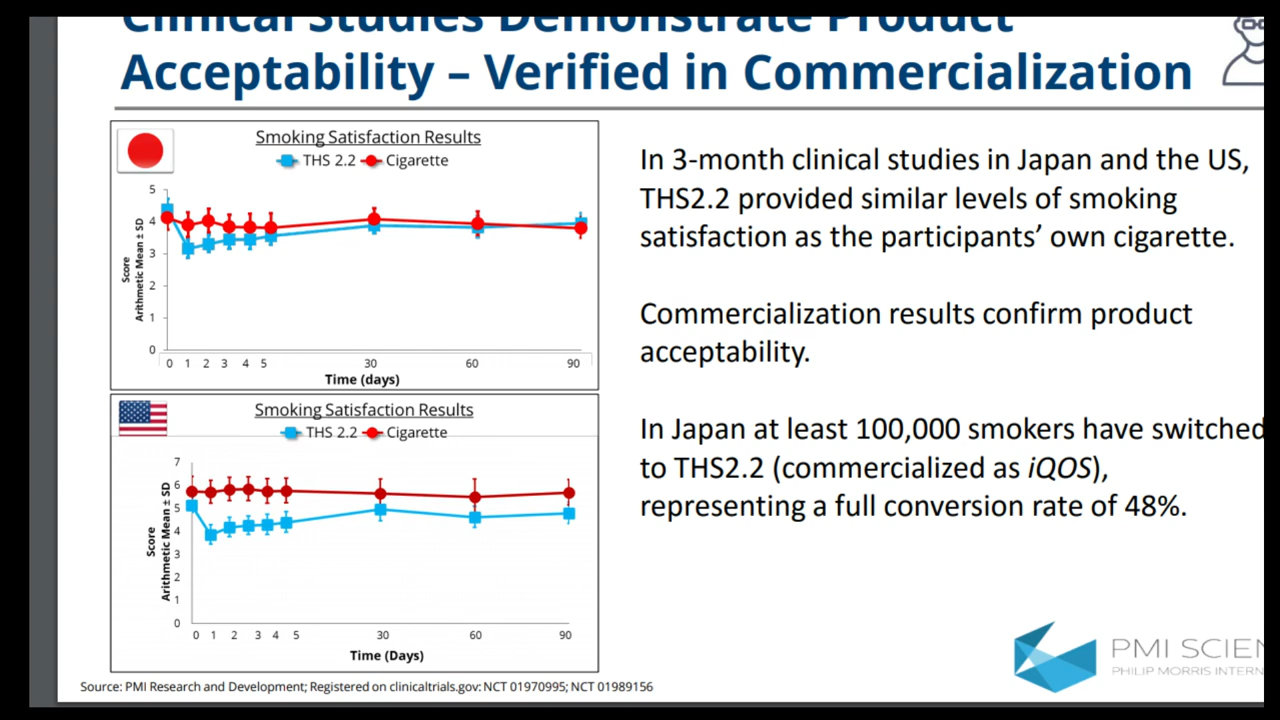 Clinical Studies Demonstrate Product
Acceptability – Verified in Commercialization
Smoking Satisfaction Results
THS 2.2 Cigarette
5
4
3
2
1
0
Score
Arithmetic Mean ± SD
0 1 2 3 4 5 30 60 90
Time (days)
Smoking Satisfaction Results
THS 2.2 Cigarette
7
6
5
4
3
2
1
0
Score
Arithmetic Mean ± SD
0 1 2 3 4 5 30 60 90
Time (Days)
In 3-month clinical studies in Japan and the US,
THS2.2 provided similar levels of smoking
satisfaction as the participants’ own cigarette.
Commercialization results confirm product
acceptability.
In Japan at least 100,000 smokers have switched
to THS2.2 (commercialized as iQOS),
representing a full conversion rate of 48%.
PMI SCIEN
PHILIP MORRIS INTERN
Source: PMI Research and Development; Registered on clinicaltrials.gov: NCT 01970995; NCT 01989156